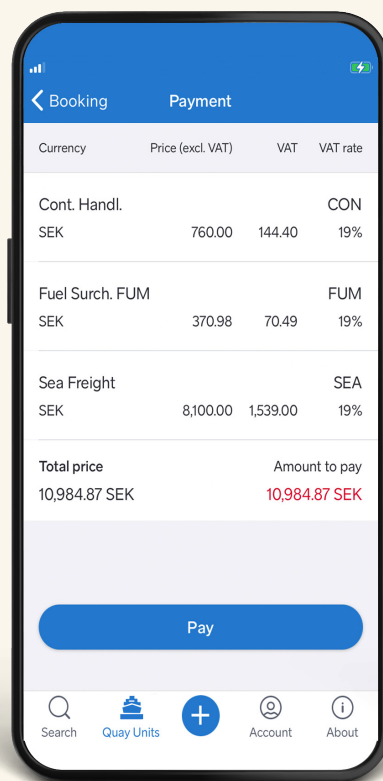 Booking Payment
Currency Price (excl. VAT) VAT VAT rate
Cont. Handl. CON
SEK 760.00 144.40 19%
Fuel Surch. FUM FUM
SEK 370.98 70.49 19%
Sea Freight SEA
SEK 8,100.00 1,539.00 19%
Total price Amount to pay
10,984.87 SEK 10,984.87 SEK
Pay
Search Quay Units Account About